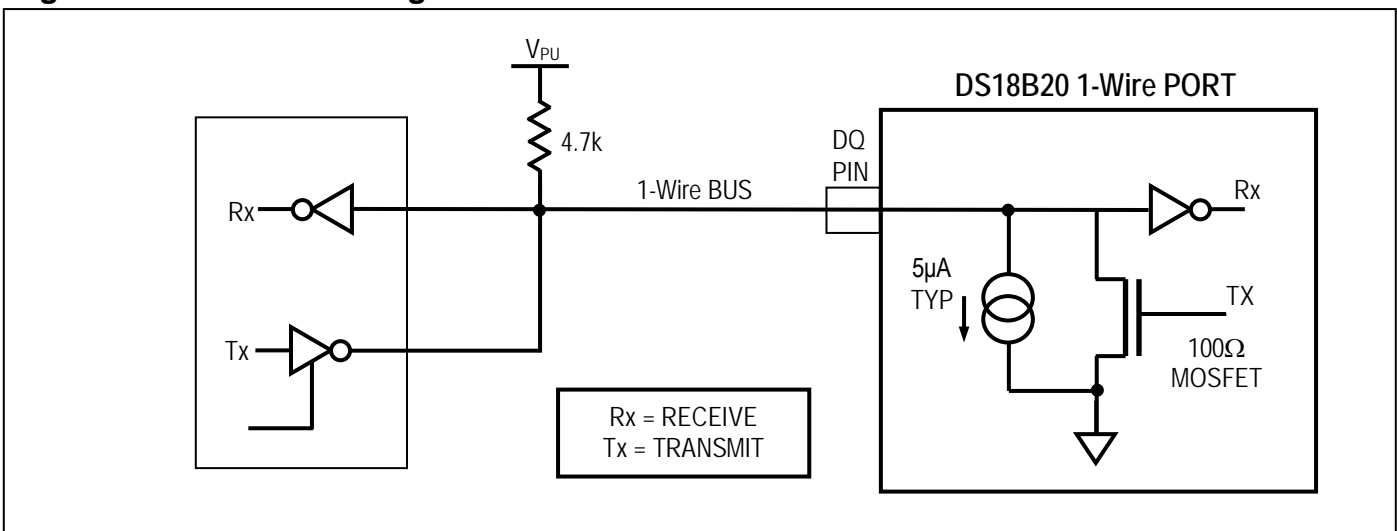 V_PU
4.7k
DS18B20 1-Wire PORT
DQ
PIN
1-Wire BUS
Rx
Rx
5µA
TYP
TX
100Ω
MOSFET
Tx
Rx = RECEIVE
Tx = TRANSMIT